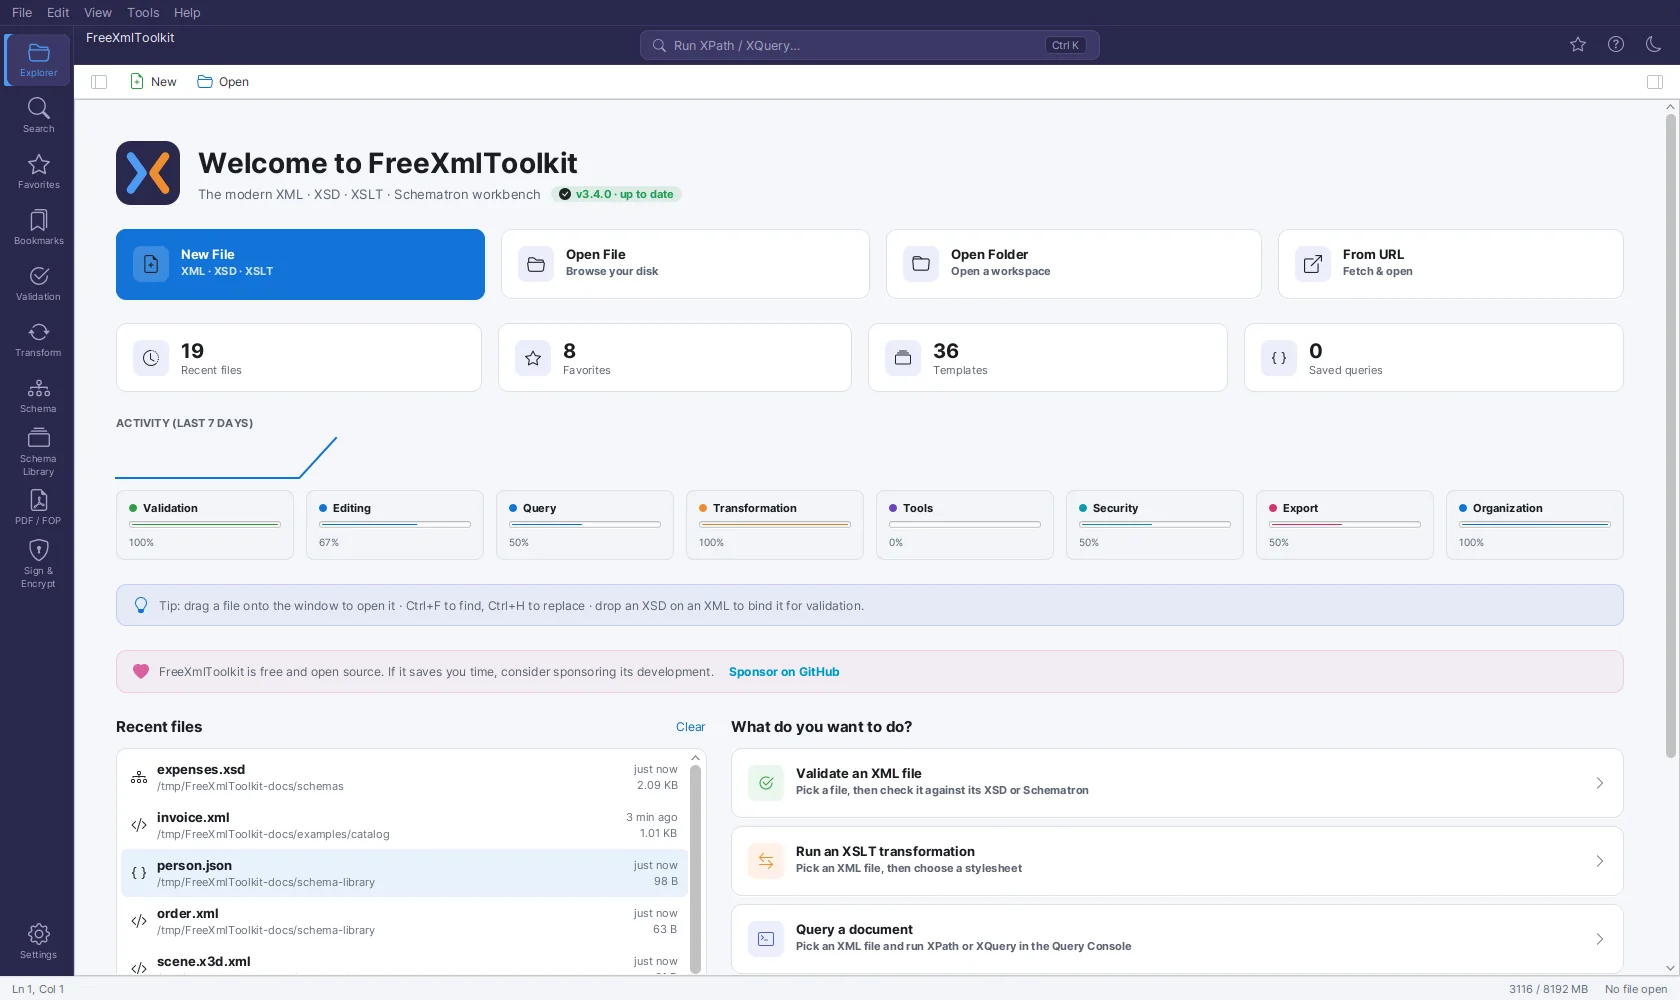 File Edit View Tools Help
FreeXmlToolkit
Run XPath / XQuery... Ctrl K
Explorer
Search
Favorites
Bookmarks
Validation
Transform
Schema
Schema
Library
PDF / FOP
Sign &
Encrypt
Settings
New Open
Welcome to FreeXmlToolkit
The modern XML · XSD · XSLT · Schematron workbench v3.4.0 · up to date
New File
XML · XSD · XSLT
Open File
Browse your disk
Open Folder
Open a workspace
From URL
Fetch & open
19
Recent files
8
Favorites
36
Templates
{ } 0
Saved queries
ACTIVITY (LAST 7 DAYS)
Validation
100%
Editing
67%
Query
50%
Transformation
100%
Tools
0%
Security
50%
Export
50%
Organization
100%
Tip: drag a file onto the window to open it · Ctrl+F to find, Ctrl+H to replace · drop an XSD on an XML to bind it for validation.
FreeXmlToolkit is free and open source. If it saves you time, consider sponsoring its development. Sponsor on GitHub
Recent files Clear
expenses.xsd just now
/tmp/FreeXmlToolkit-docs/schemas 2.09 KB
invoice.xml 3 min ago
/tmp/FreeXmlToolkit-docs/examples/catalog 1.01 KB
person.json just now
/tmp/FreeXmlToolkit-docs/schema-library 98 B
order.xml just now
/tmp/FreeXmlToolkit-docs/schema-library 63 B
scene.x3d.xml just now
What do you want to do?
Validate an XML file
Pick a file, then check it against its XSD or Schematron
Run an XSLT transformation
Pick an XML file, then choose a stylesheet
Query a document
Pick an XML file and run XPath or XQuery in the Query Console
Ln 1, Col 1 3116 / 8192 MB No file open